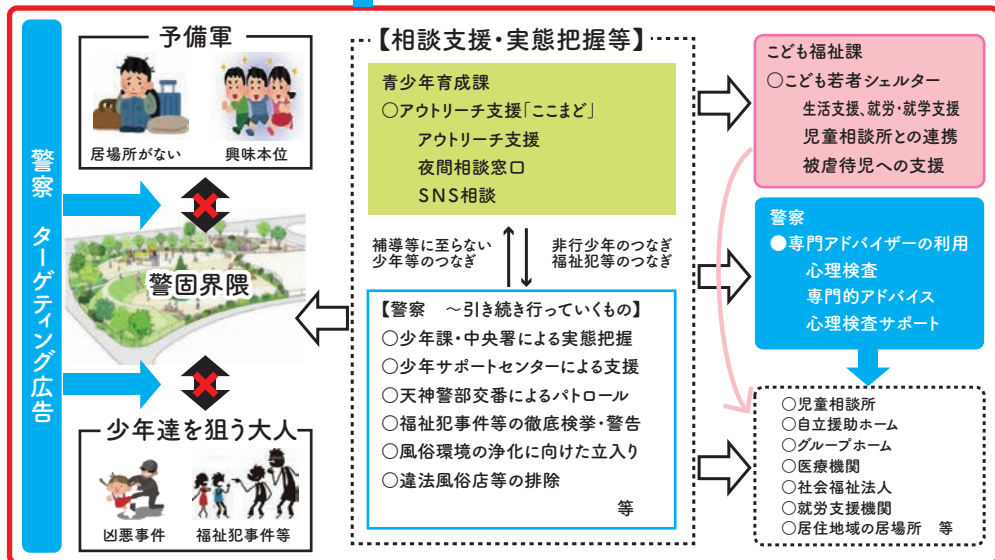 警察 ターゲティング広告
予備軍
居場所がない
興味本位
警固界隈
少年達を狙う大人
凶悪事件
福祉犯事件等
【相談支援・実態把握等】
青少年育成課
○アウトリーチ支援「ここまど」
アウトリーチ支援
夜間相談窓口
SNS相談
補導等に至らない
少年等のつなぎ
非行少年のつなぎ
福祉犯等のつなぎ
【警察 ～引き続き行っていくもの】
○少年課・中央署による実態把握
○少年サポートセンターによる支援
○天神警部交番によるパトロール
○福祉犯事件等の徹底検挙・警告
○風俗環境の浄化に向けた立入り
○違法風俗店等の排除
等
こども福祉課
○こども若者シェルター
生活支援、就労・就学支援
児童相談所との連携
被虐待児への支援
警察
●専門アドバイザーの利用
心理検査
専門的アドバイス
心理検査サポート
○児童相談所
○自立援助ホーム
○グループホーム
○医療機関
○社会福祉法人
○就労支援機関
○居住地域の居場所 等